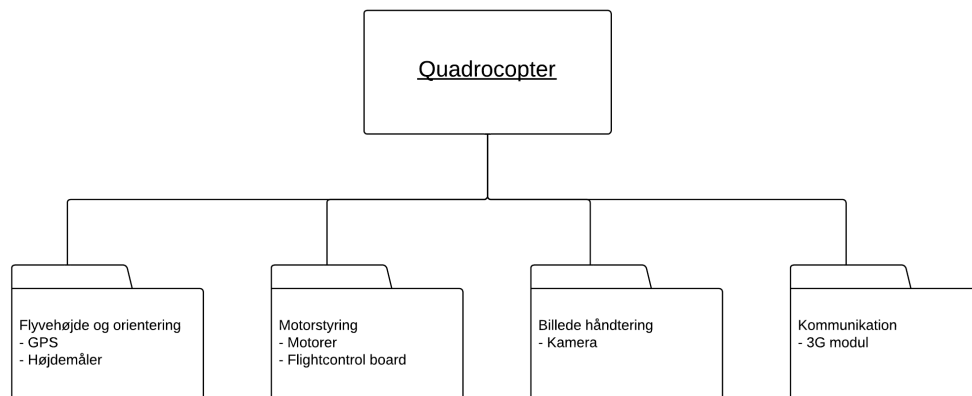 Quadrocopter
Flyvehøjde og orientering
- GPS
- Højdemåler
Motorstyring
- Motorer
- Flightcontrol board
Billede håndtering
- Kamera
Kommunikation
- 3G modul